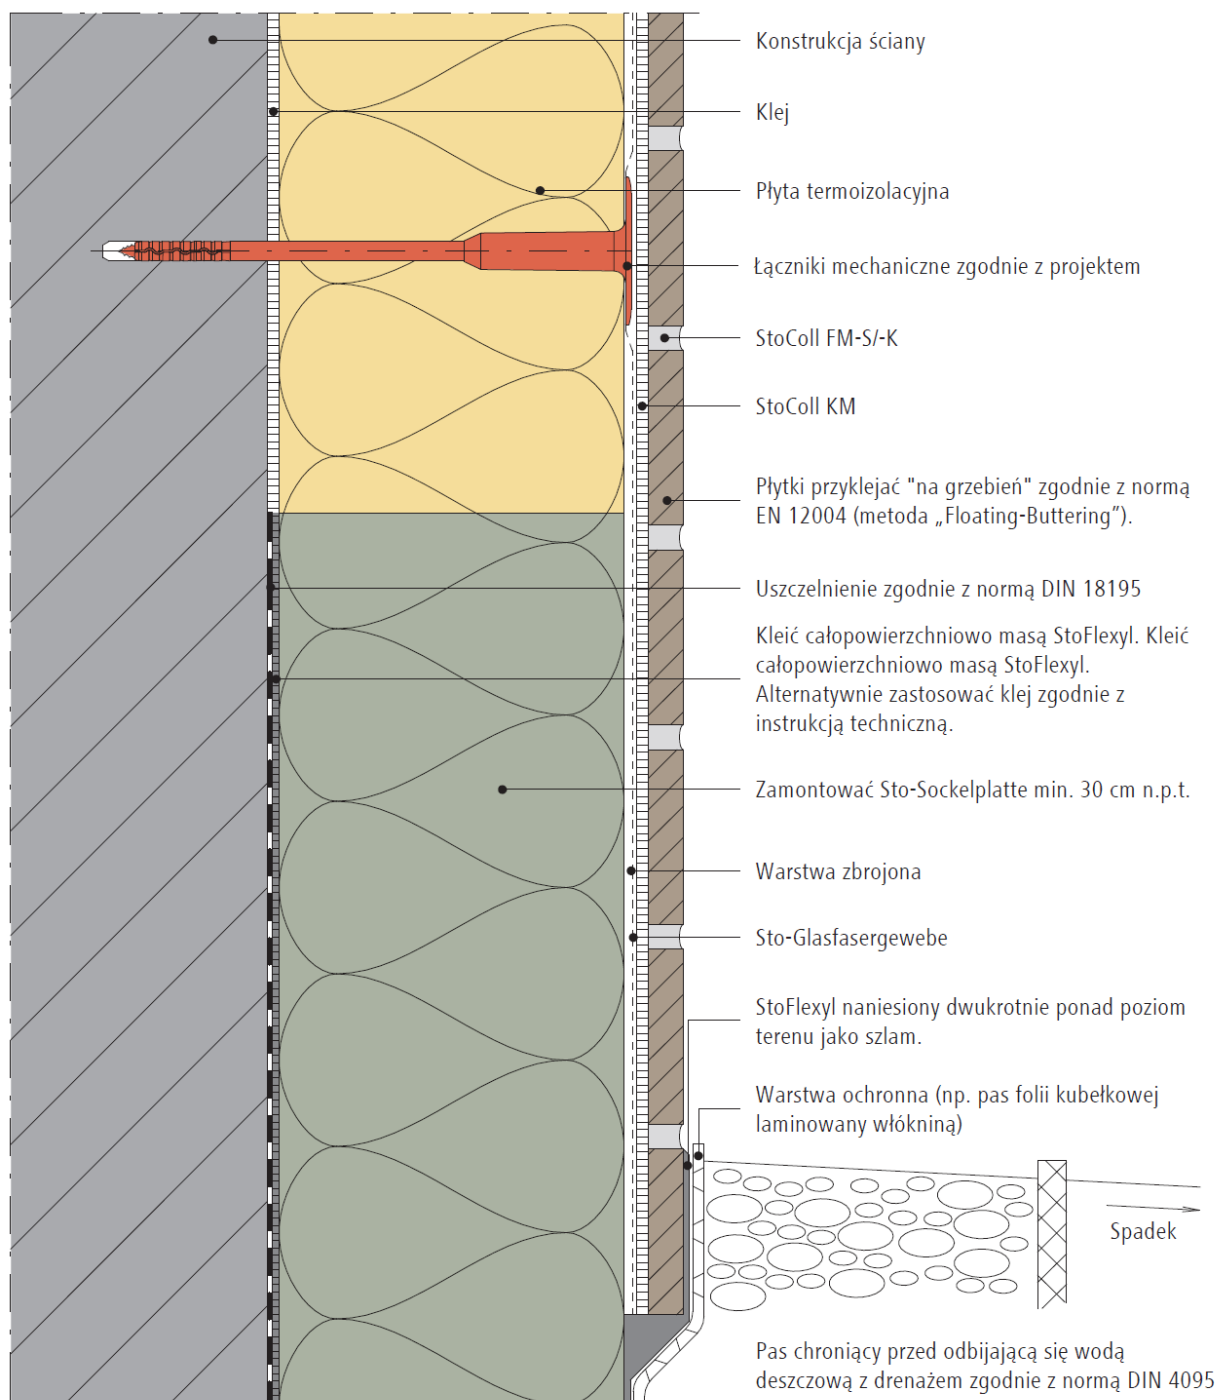 Konstrukcja ściany
Klej
Płyta termoizolacyjna
Łączniki mechaniczne zgodnie z projektem
StoColl FM-S/-K
StoColl KM
Płytki przyklejać "na grzebień" zgodnie z normą
EN 12004 (metoda „Floating-Buttering”).
Uszczelnienie zgodnie z normą DIN 18195
Kleić całopowierzchniowo masą StoFlexyl. Kleić
całopowierzchniowo masą StoFlexyl.
Alternatywnie zastosować klej zgodnie z
instrukcją techniczną.
Zamontować Sto-Sockelplatte min. 30 cm n.p.t.
Warstwa zbrojona
Sto-Glasfasergewebe
StoFlexyl naniesiony dwukrotnie ponad poziom
terenu jako szlam.
Warstwa ochronna (np. pas folii kubełkowej
laminowany włókniną)
Spadek
Pas chroniący przed odbijającą się wodą
deszczową z drenażem zgodnie z normą DIN 4095